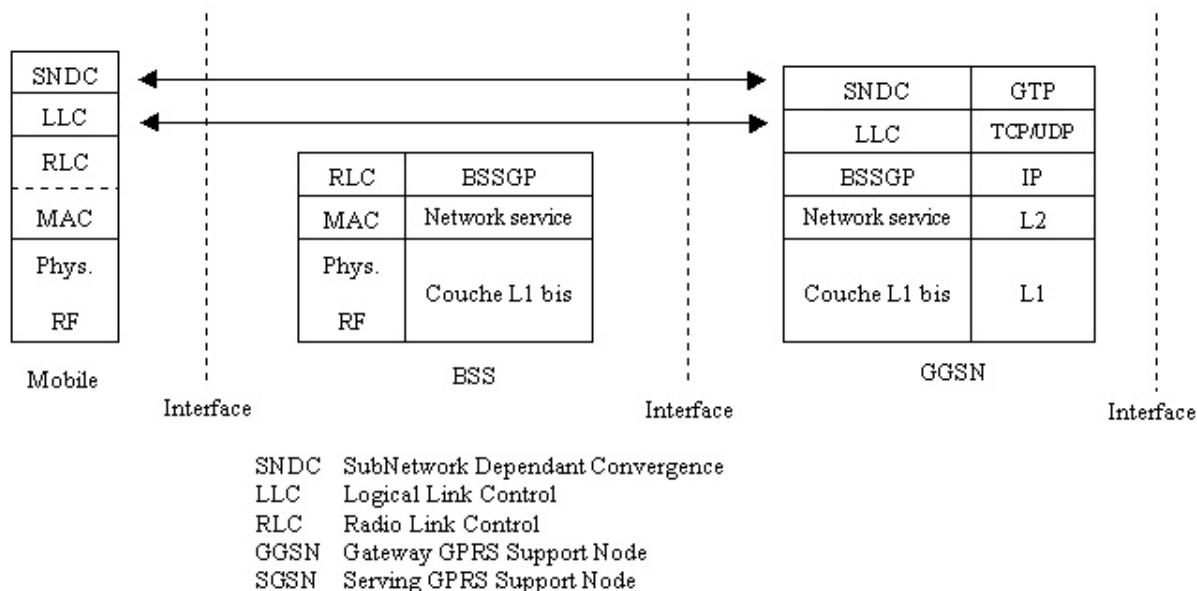 SNDC
LLC
RLC
MAC
Phys.
RF
Mobile
Interface
RLC BSSGP
MAC Network service
Phys. Couche L1 bis
RF
BSS
Interface
SNDC GTP
LLC TCP/UDP
BSSGP IP
Network service L2
Couche L1 bis L1
GGSN
Interface
SNDC SubNetwork Dependant Convergence
LLC Logical Link Control
RLC Radio Link Control
GGSN Gateway GPRS Support Node
SGSN Serving GPRS Support Node